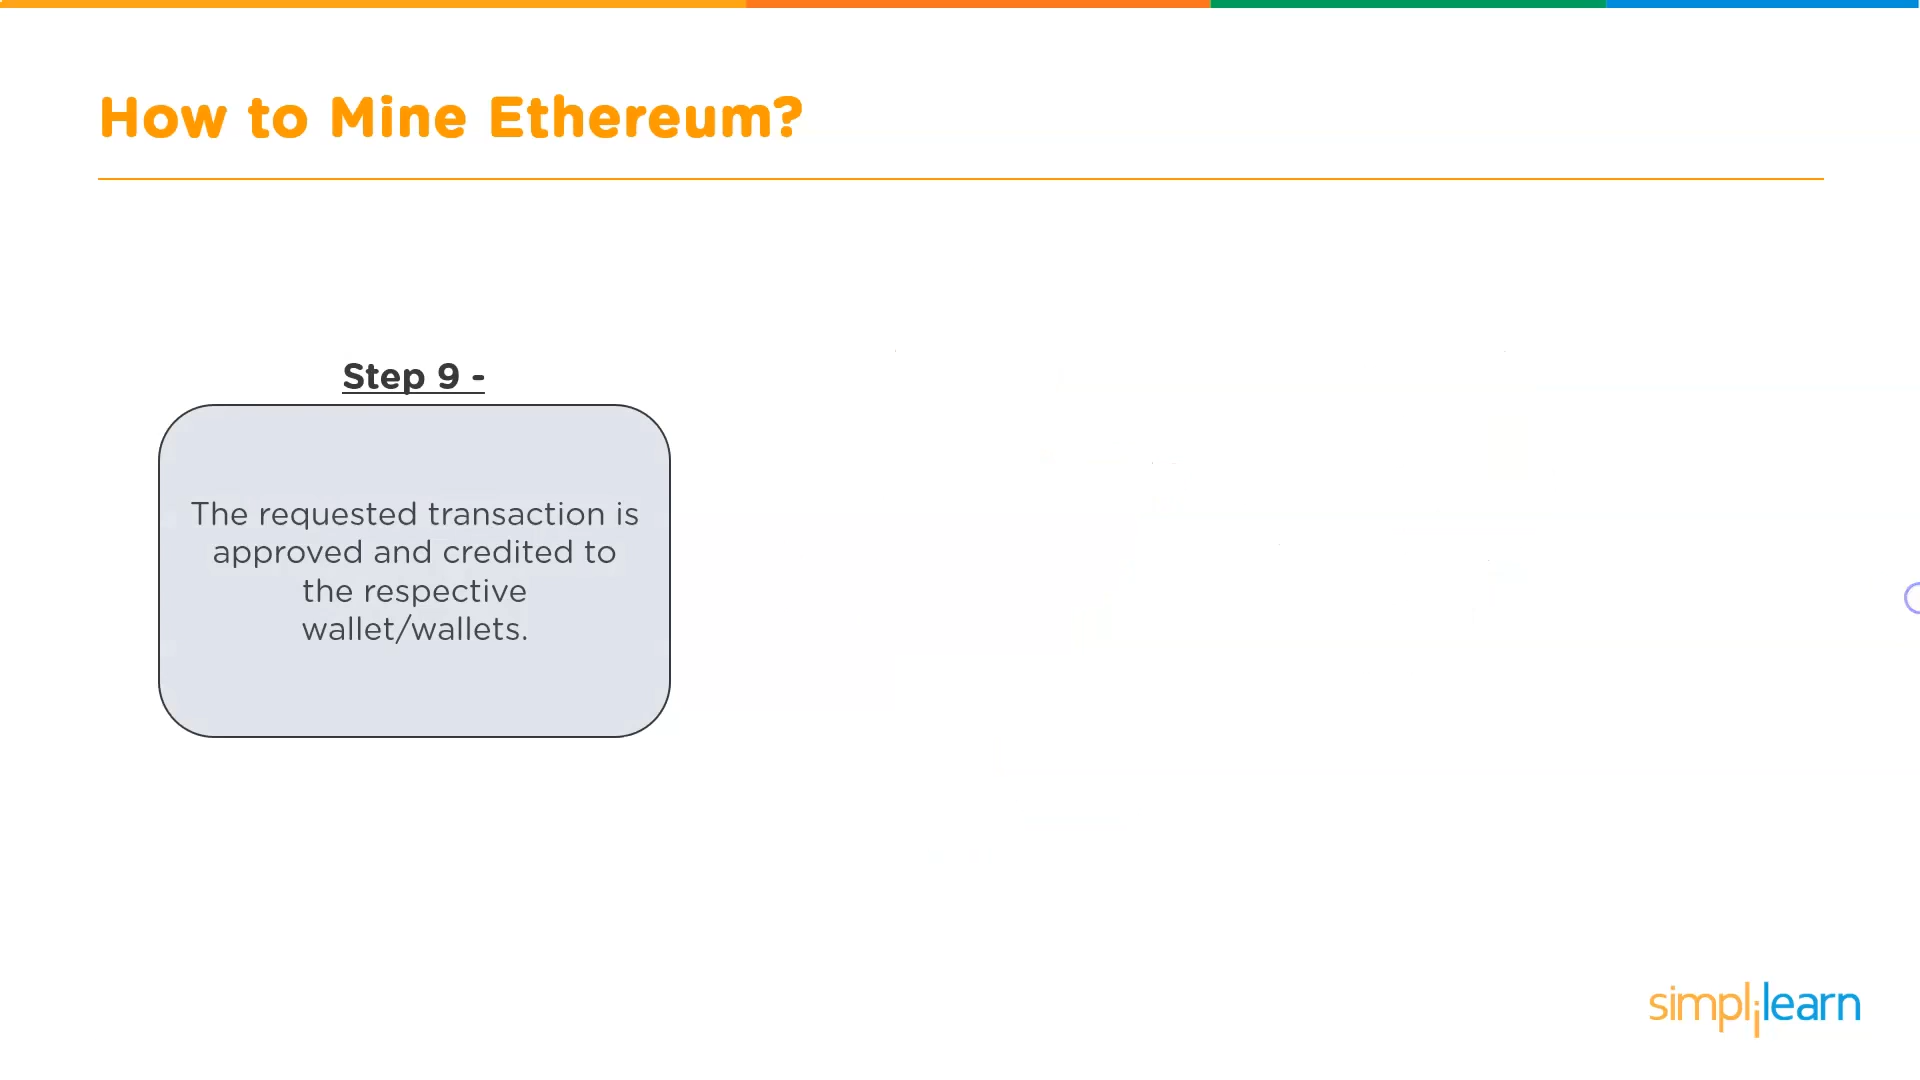 How to Mine Ethereum?
Step 9 -
The requested transaction is
approved and credited to
the respective
wallet/wallets.
simplilearn